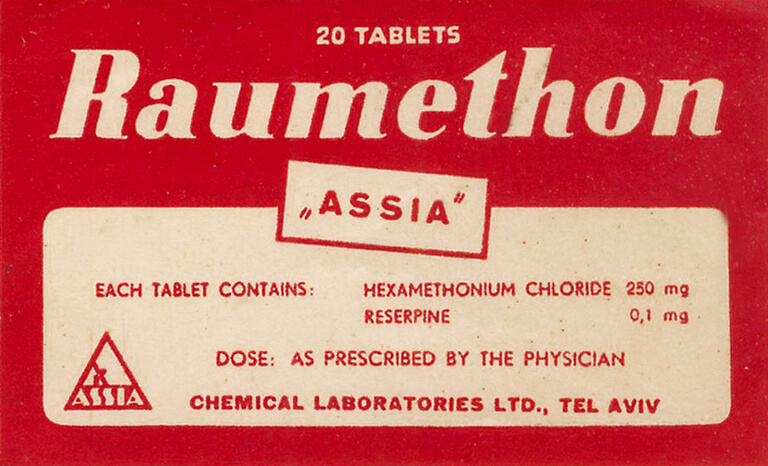 20 TABLETS
Raumethon
„ASSIA”
EACH TABLET CONTAINS: HEXAMETHONIUM CHLORIDE 250 mg
RESERPINE 0,1 mg
DOSE: AS PRESCRIBED BY THE PHYSICIAN
ASSIA
CHEMICAL LABORATORIES LTD., TEL AVIV